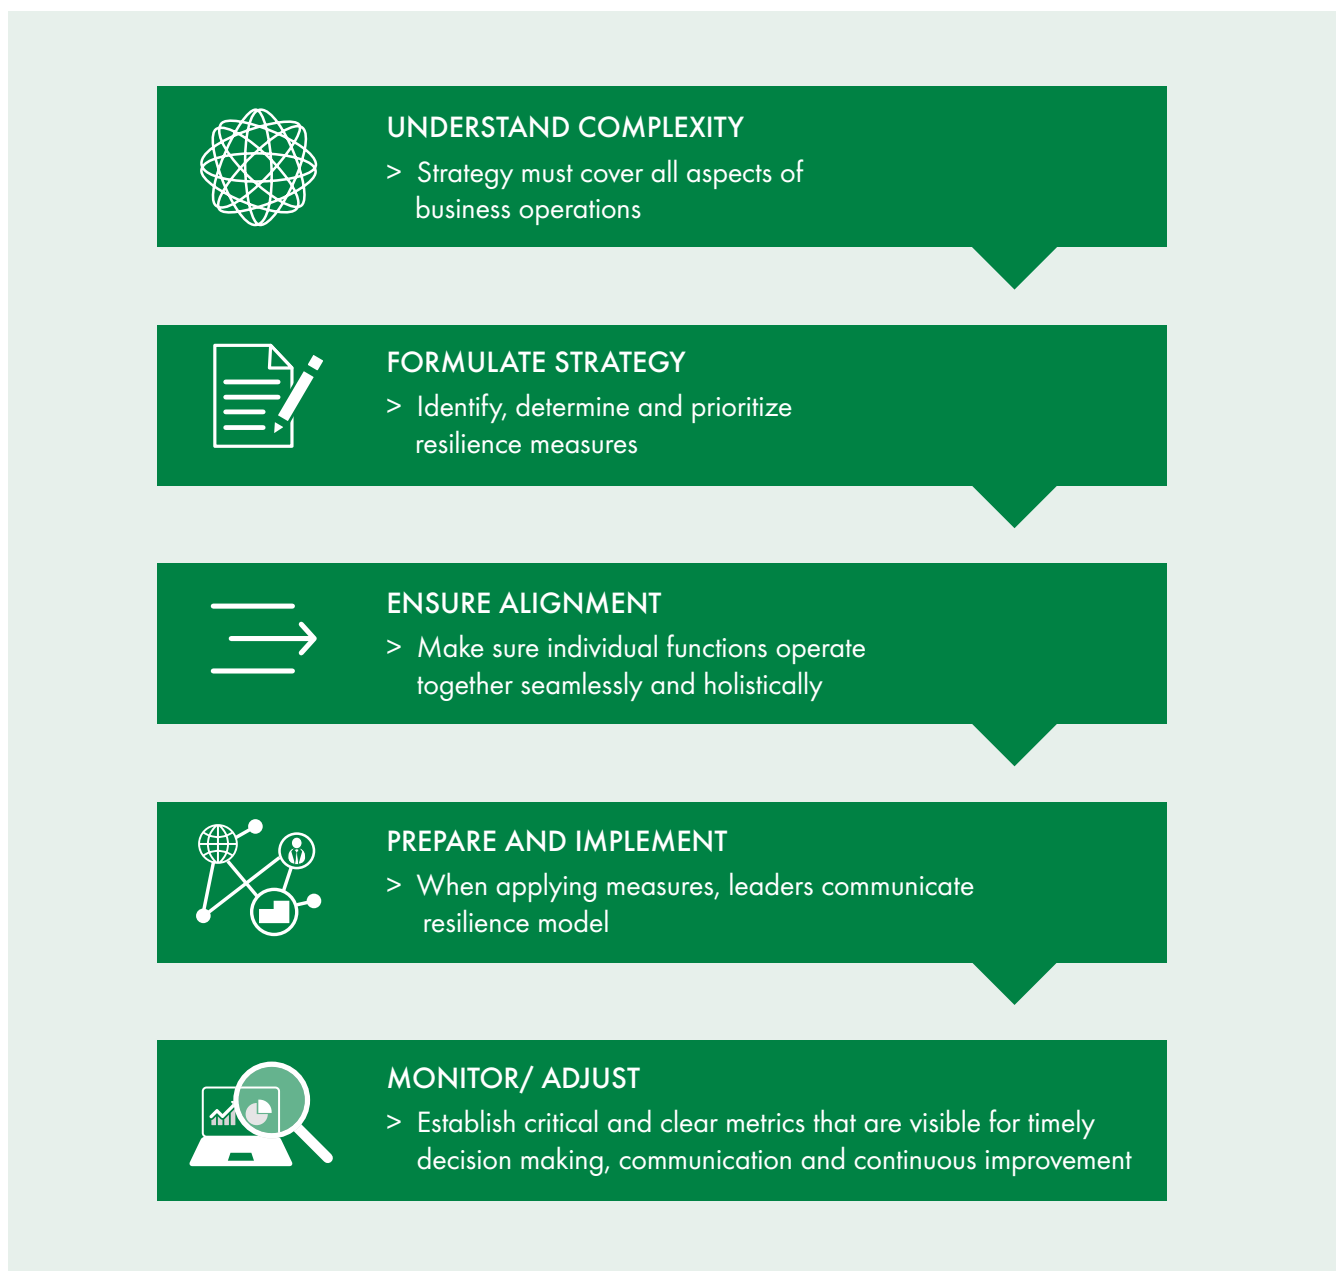 UNDERSTAND COMPLEXITY
> Strategy must cover all aspects of
business operations
FORMULATE STRATEGY
> Identify, determine and prioritize
resilience measures
ENSURE ALIGNMENT
> Make sure individual functions operate
together seamlessly and holistically
PREPARE AND IMPLEMENT
> When applying measures, leaders communicate
resilience model
MONITOR/ ADJUST
> Establish critical and clear metrics that are visible for timely
decision making, communication and continuous improvement